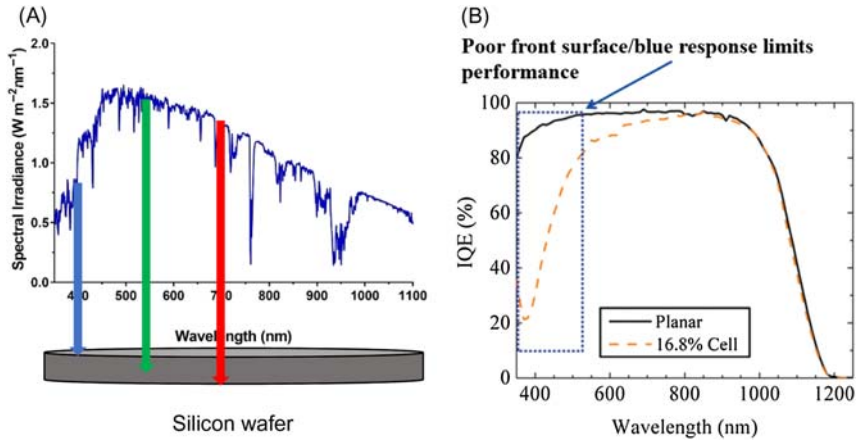 (A)
2.0
1.5
1.0
0.5
0.0
Spectral Irradiance (W m⁻² nm⁻¹)
400 500 600 700 800 900 1000 1100
Wavelength (nm)
Silicon wafer
(B)
Poor front surface/blue response limits
performance
100
80
60
40
20
0
IQE (%)
Planar
16.8% Cell
400 600 800 1000 1200
Wavelength (nm)